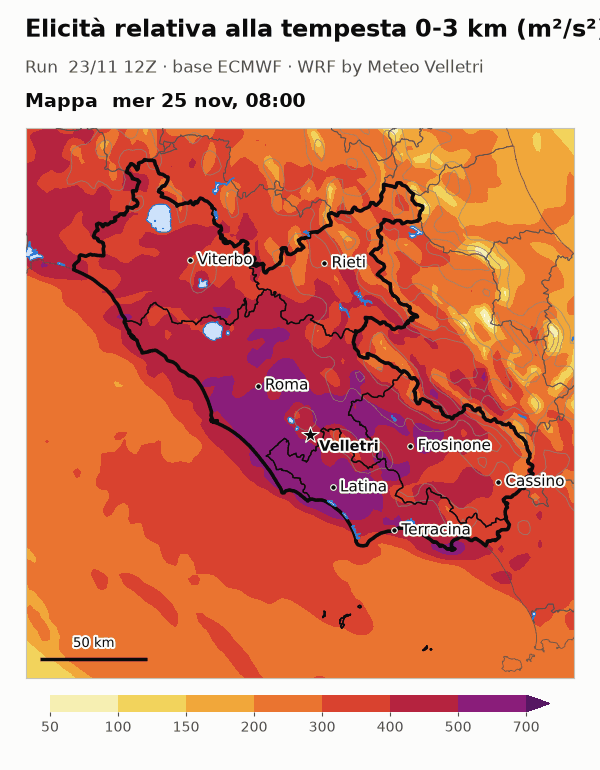 Elicità relativa alla tempesta 0-3 km (m²/s²)
Run  23/11 12Z · base ECMWF · WRF by Meteo Velletri
Mappa  mer 25 nov, 08:00
Viterbo
Rieti
Roma
Velletri
Frosinone
Latina
Cassino
Terracina
50 km
50 100 150 200 300 400 500 700